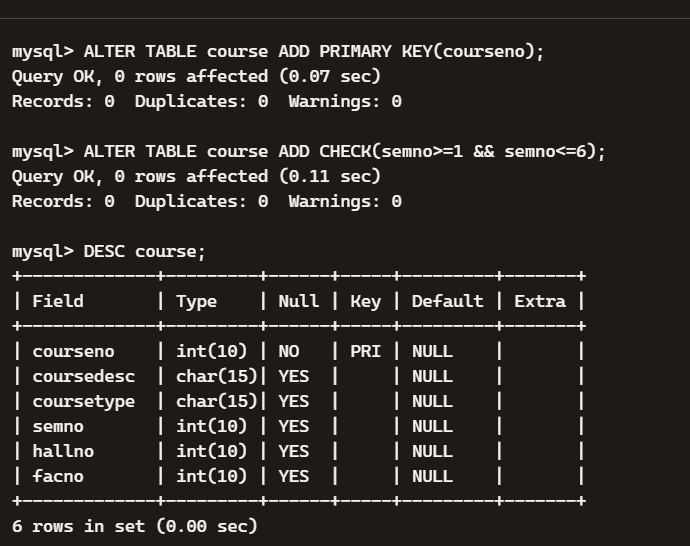 mysql> ALTER TABLE course ADD PRIMARY KEY(courseno);
Query OK, 0 rows affected (0.07 sec)
Records: 0  Duplicates: 0  Warnings: 0

mysql> ALTER TABLE course ADD CHECK(semno>=1 && semno<=6);
Query OK, 0 rows affected (0.11 sec)
Records: 0  Duplicates: 0  Warnings: 0

mysql> DESC course;
+-------------+---------+------+-----+---------+-------+
| Field       | Type    | Null | Key | Default | Extra |
+-------------+---------+------+-----+---------+-------+
| courseno    | int(10) | NO   | PRI | NULL    |       |
| coursedesc  | char(15)| YES  |     | NULL    |       |
| coursetype  | char(15)| YES  |     | NULL    |       |
| semno       | int(10) | YES  |     | NULL    |       |
| hallno      | int(10) | YES  |     | NULL    |       |
| facno       | int(10) | YES  |     | NULL    |       |
+-------------+---------+------+-----+---------+-------+
6 rows in set (0.00 sec)